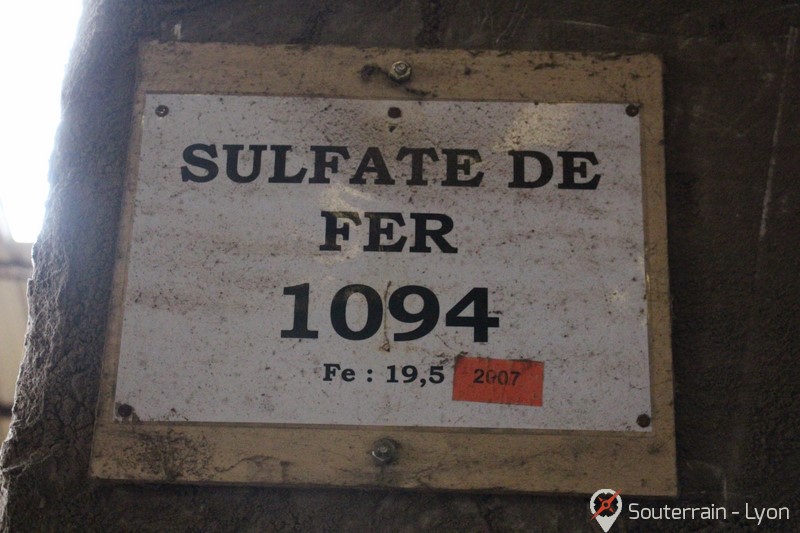 SULFATE DE
FER
1094
Fe : 19,5 2007
Souterrain - Lyon